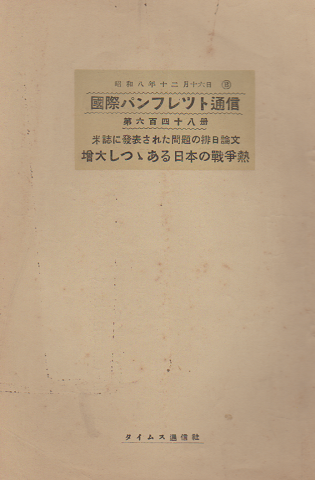 昭和八年十二月十六日
國際パンフレツト通信
第六百四十八册
米誌に發表された問題の排日論文
增大しつゝある日本の戰爭熱
タイムス通信社